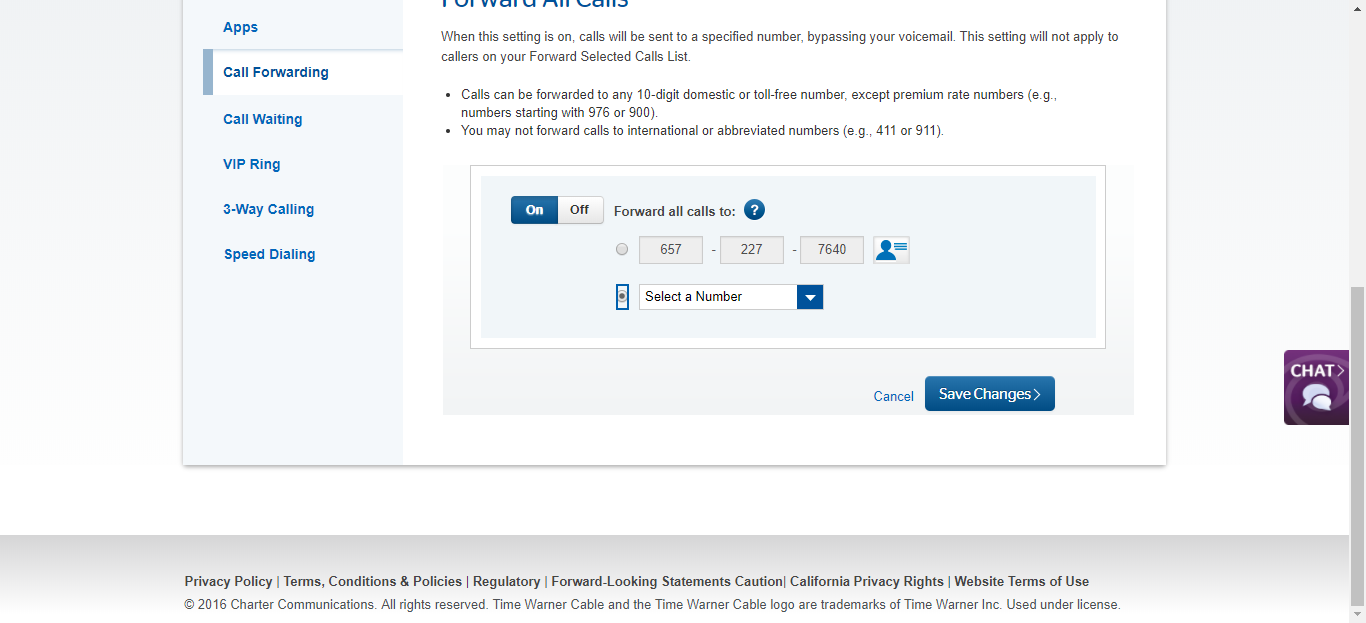 Forward All Calls
Apps
Call Forwarding
Call Waiting
VIP Ring
3-Way Calling
Speed Dialing
When this setting is on, calls will be sent to a specified number, bypassing your voicemail. This setting will not apply to
callers on your Forward Selected Calls List.
• Calls can be forwarded to any 10-digit domestic or toll-free number, except premium rate numbers (e.g.,
numbers starting with 976 or 900).
• You may not forward calls to international or abbreviated numbers (e.g., 411 or 911).
On Off Forward all calls to: ?
657 - 227 - 7640
Select a Number
Cancel Save Changes >
CHAT >
Privacy Policy | Terms, Conditions & Policies | Regulatory | Forward-Looking Statements Caution| California Privacy Rights | Website Terms of Use
© 2016 Charter Communications. All rights reserved. Time Warner Cable and the Time Warner Cable logo are trademarks of Time Warner Inc. Used under license.